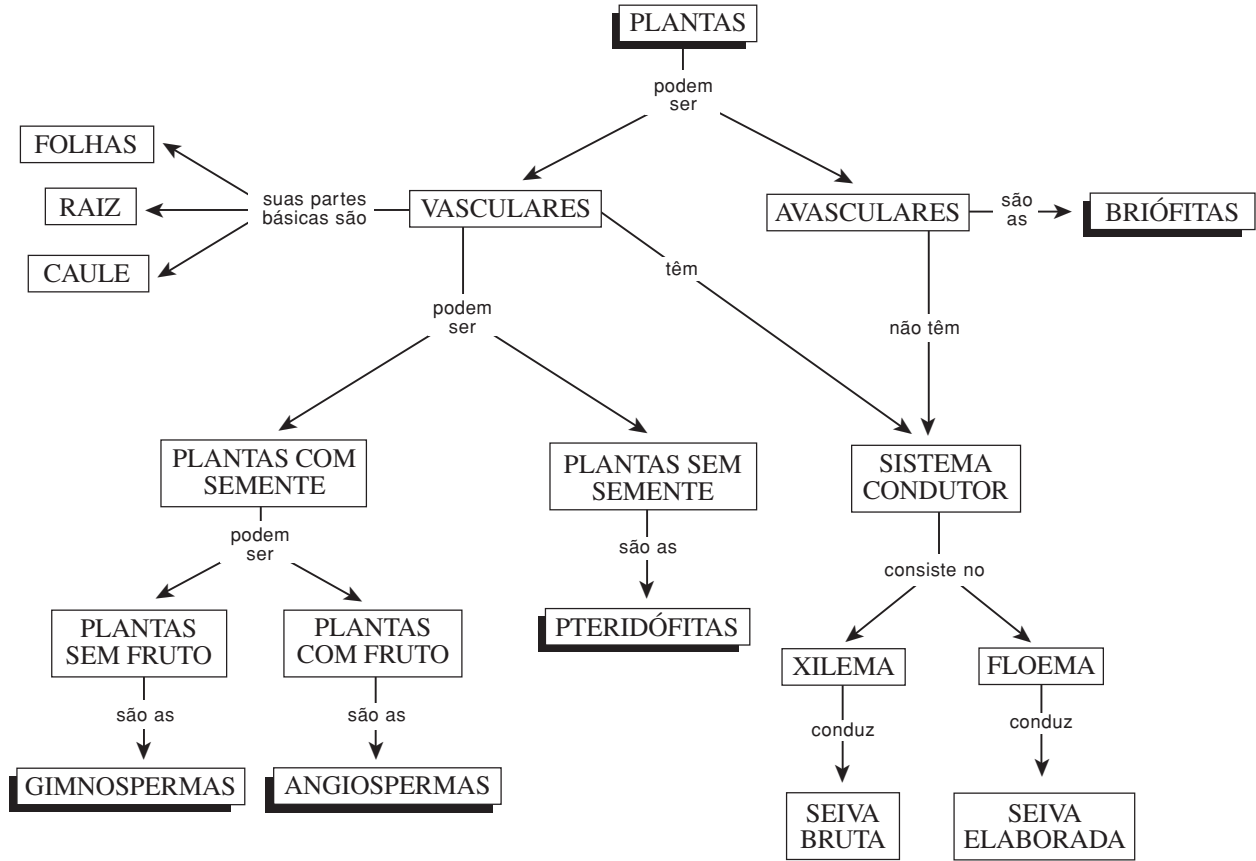 PLANTAS
podem
ser
FOLHAS
RAIZ
CAULE
suas partes
básicas são
VASCULARES
AVASCULARES
são
as
BRIÓFITAS
têm
não têm
podem
ser
PLANTAS COM
SEMENTE
PLANTAS SEM
SEMENTE
SISTEMA
CONDUTOR
podem
ser
são as
consiste no
PLANTAS
SEM FRUTO
PLANTAS
COM FRUTO
PTERIDÓFITAS
XILEMA
FLOEMA
são as
são as
conduz
conduz
GIMNOSPERMAS
ANGIOSPERMAS
SEIVA
BRUTA
SEIVA
ELABORADA